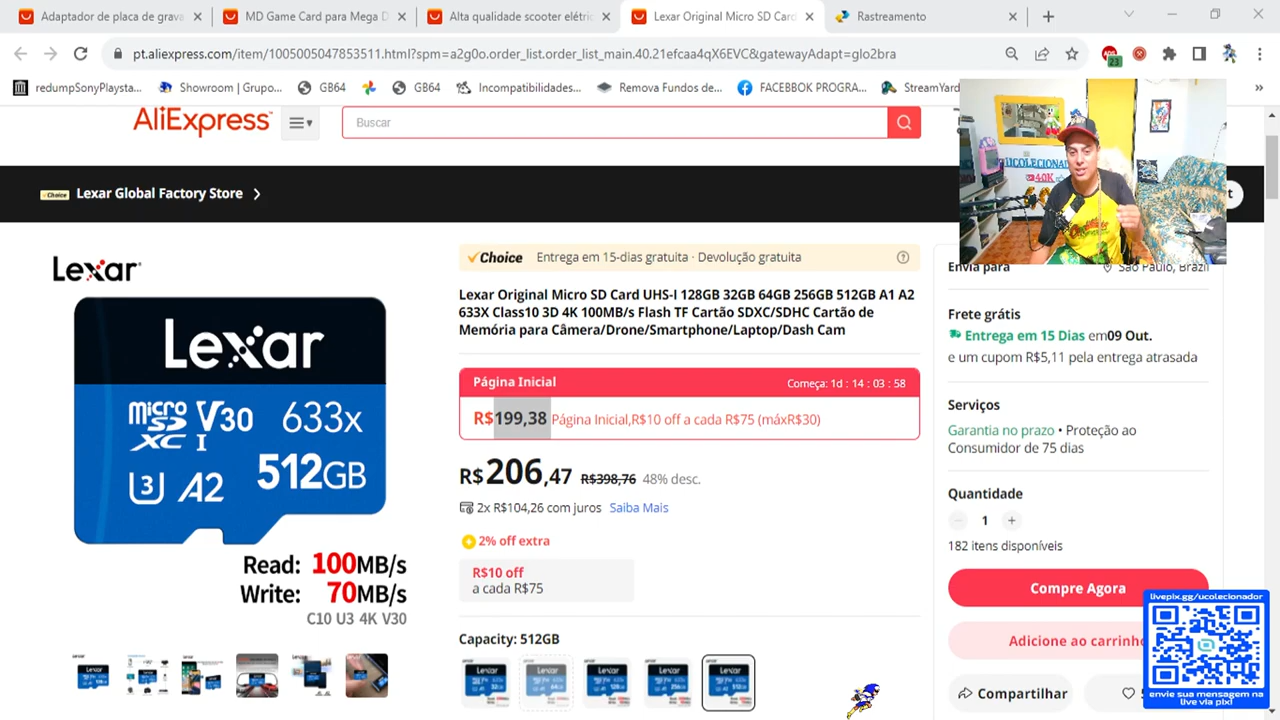 Adaptador de placa de grava
MD Game Card para Mega D
Alta qualidade scooter elétric
Lexar Original Micro SD Card
Rastreamento
pt.aliexpress.com/item/1005005047853511.html?spm=a2g0o.order_list.order_list_main.40.21efcaa4qX6EVC&gatewayAdapt=glo2bra
23
redumpSonyPlaysta...
Showroom | Grupo...
GB64
GB64
Incompatibilidades...
Remova Fundos de...
FACEBBOK PROGRA...
StreamYard
AliExpress
Buscar
UCOLECIONAD
40K
Choice
Lexar Global Factory Store
t
Lexar
Lexar
micro SD XC I V30 633x
U3 A2 512GB
Read: 100MB/s
Write: 70MB/s
C10 U3 4K V30
Choice Entrega em 15-dias gratuita · Devolução gratuita
Lexar Original Micro SD Card UHS-I 128GB 32GB 64GB 256GB 512GB A1 A2
633X Class10 3D 4K 100MB/s Flash TF Cartão SDXC/SDHC Cartão de
Memória para Câmera/Drone/Smartphone/Laptop/Dash Cam
Página Inicial
Começa: 1d : 14 : 03 : 58
R$199,38 Página Inicial,R$10 off a cada R$75 (máxR$30)
R$206,47 R$398,76 48% desc.
2x R$104,26 com juros Saiba Mais
2% off extra
R$10 off
a cada R$75
Capacity: 512GB
Envia para
São Paulo, Brazil
Frete grátis
Entrega em 15 Dias em09 Out.
e um cupom R$5,11 pela entrega atrasada
Serviços
Garantia no prazo • Proteção ao
Consumidor de 75 dias
Quantidade
1
182 itens disponíveis
Compre Agora
Adicione ao carrinho
Compartilhar
livepix.gg/ucolecionador
envie sua mensagem na
live via pix!